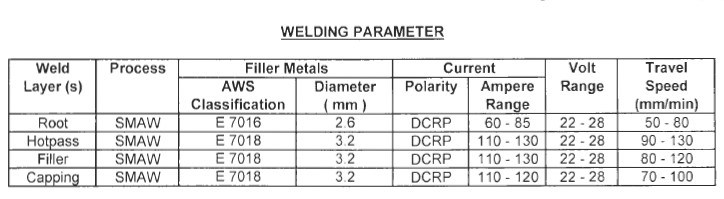 WELDING PARAMETER
Weld Layer (s) Process Filler Metals Current Volt Range Travel Speed (mm/min)
AWS Classification Diameter ( mm ) Polarity Ampere Range
Root SMAW E 7016 2.6 DCRP 60 - 85 22 - 28 50 - 80
Hotpass SMAW E 7018 3.2 DCRP 110 - 130 22 - 28 90 - 130
Filler SMAW E 7018 3.2 DCRP 110 - 130 22 - 28 80 - 120
Capping SMAW E 7018 3.2 DCRP 110 - 120 22 - 28 70 - 100